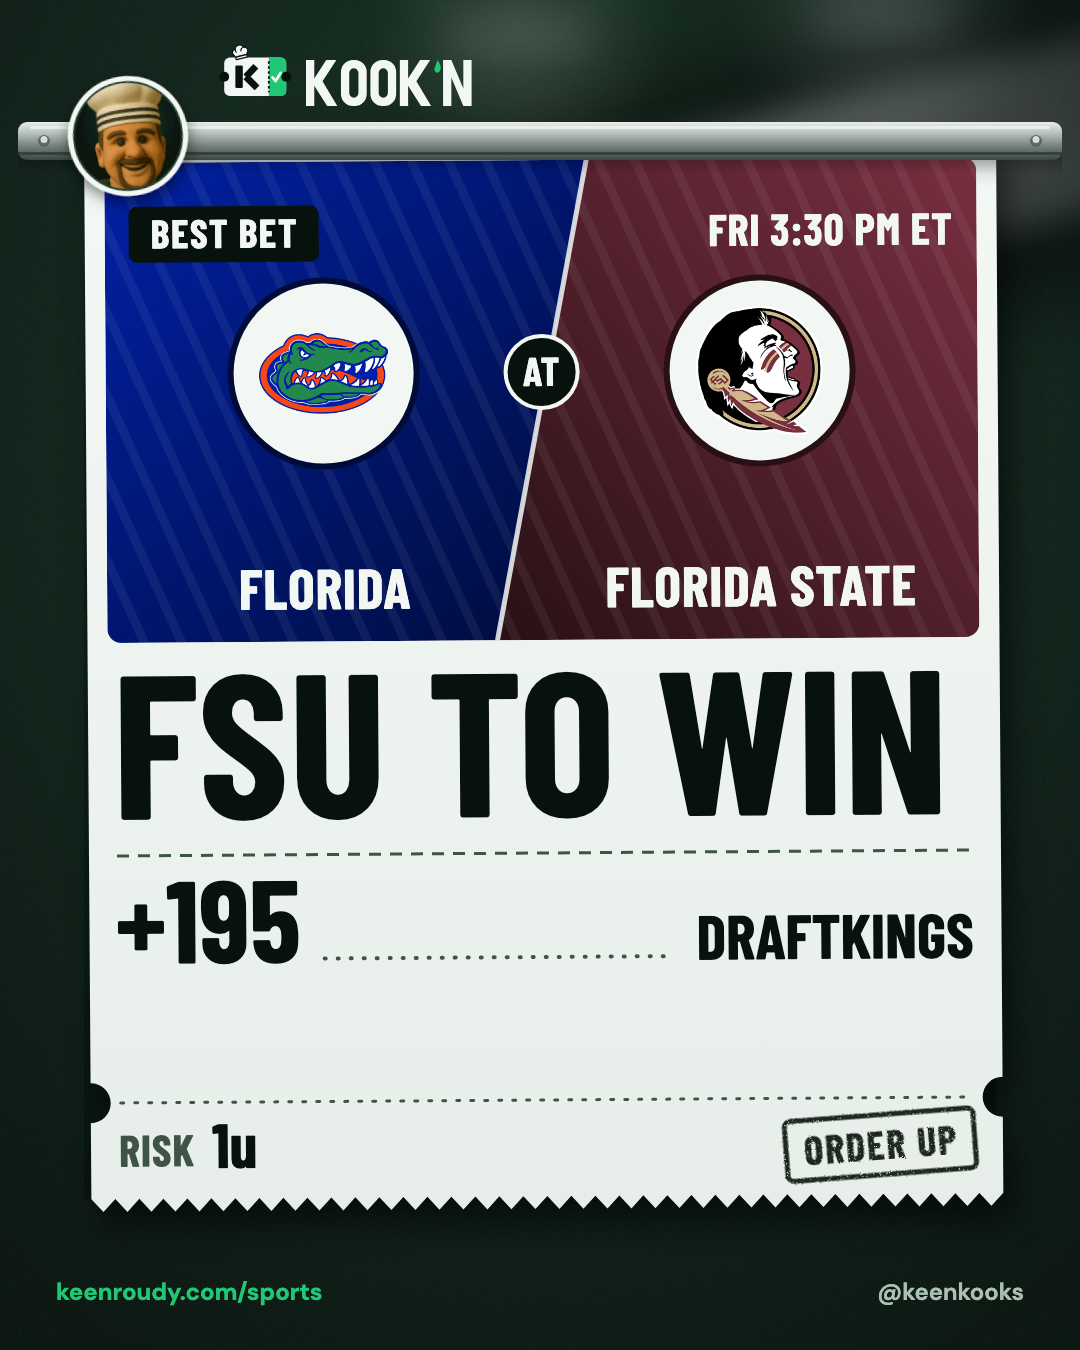 K KOOK'N
BEST BET
FRI 3:30 PM ET
AT
FLORIDA
FLORIDA STATE
FSU TO WIN
+195 DRAFTKINGS
RISK 1u
ORDER UP
keenroudy.com/sports
@keenkooks